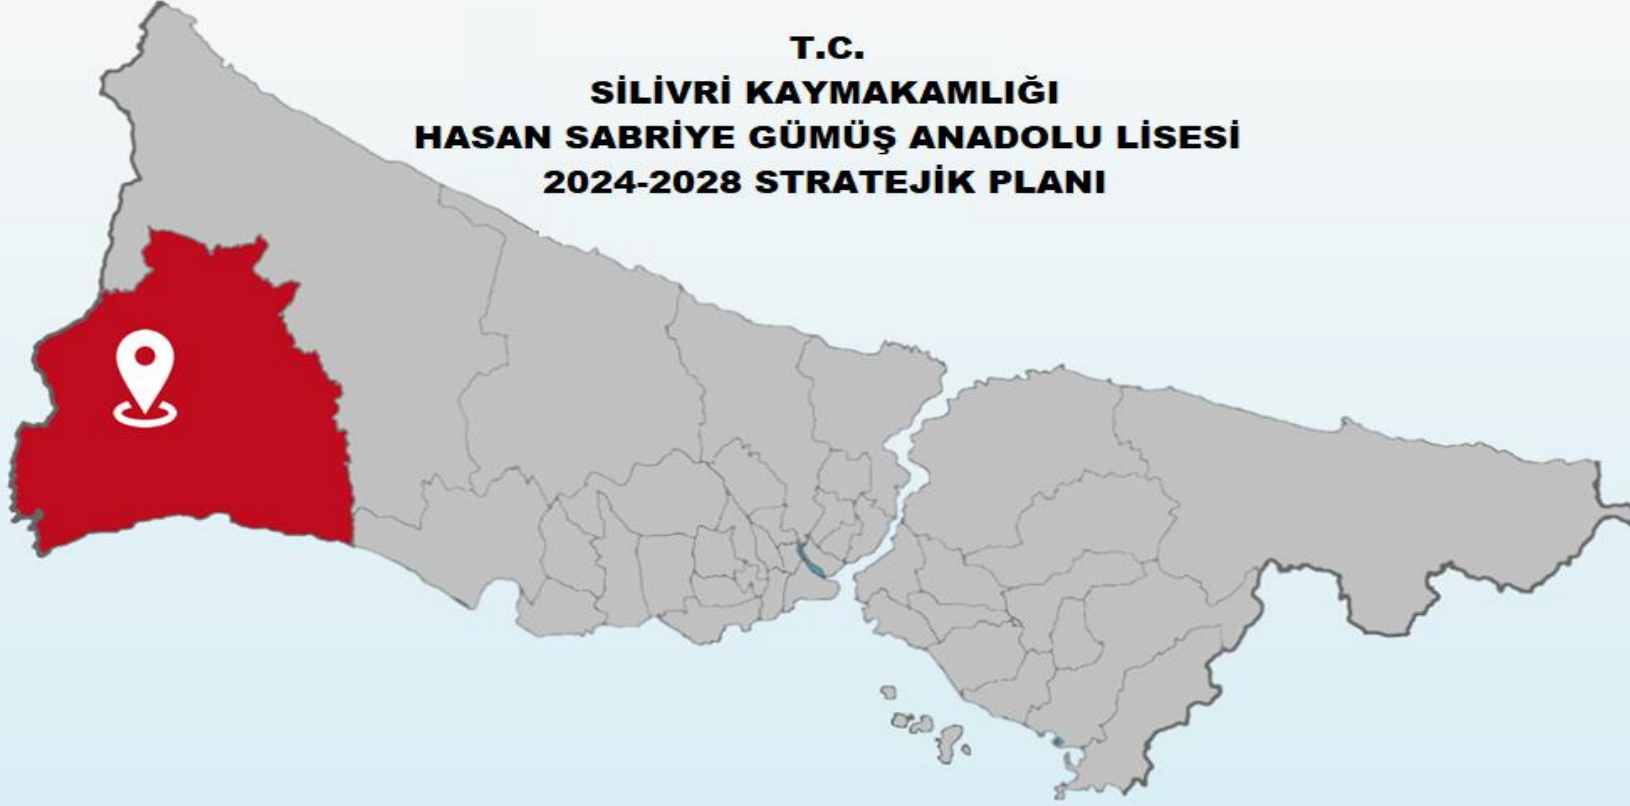 T.C.
SİLİVRİ KAYMAKAMLIĞI
HASAN SABRİYE GÜMÜŞ ANADOLU LİSESİ
2024-2028 STRATEJİK PLANI